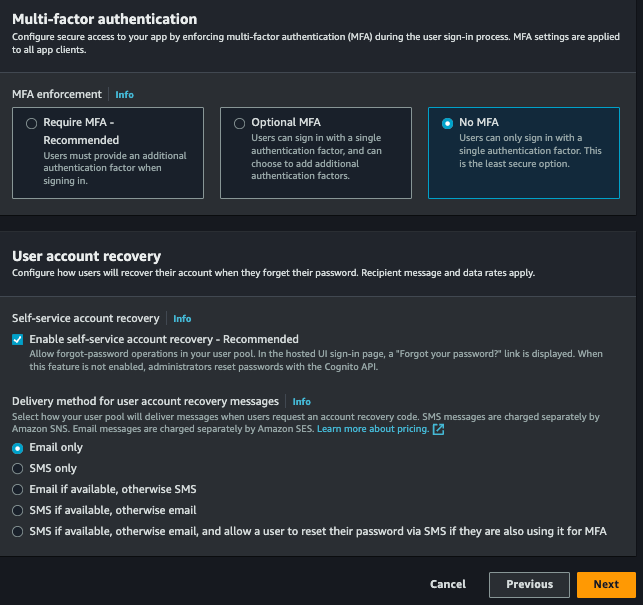 Multi-factor authentication
Configure secure access to your app by enforcing multi-factor authentication (MFA) during the user sign-in process. MFA settings are applied
to all app clients.
MFA enforcement
Info
Require MFA -
Recommended
Users must provide an additional
authentication factor when
signing in.
Optional MFA
Users can sign in with a single
authentication factor, and can
choose to add additional
authentication factors.
No MFA
Users can only sign in with a
single authentication factor. This
is the least secure option.
User account recovery
Configure how users will recover their account when they forget their password. Recipient message and data rates apply.
Self-service account recovery
Info
Enable self-service account recovery - Recommended
Allow forgot-password operations in your user pool. In the hosted UI sign-in page, a "Forgot your password?" link is displayed. When
this feature is not enabled, administrators reset passwords with the Cognito API.
Delivery method for user account recovery messages
Info
Select how your user pool will deliver messages when users request an account recovery code. SMS messages are charged separately by
Amazon SNS. Email messages are charged separately by Amazon SES. Learn more about pricing.
Email only
SMS only
Email if available, otherwise SMS
SMS if available, otherwise email
SMS if available, otherwise email, and allow a user to reset their password via SMS if they are also using it for MFA
Cancel
Previous
Next